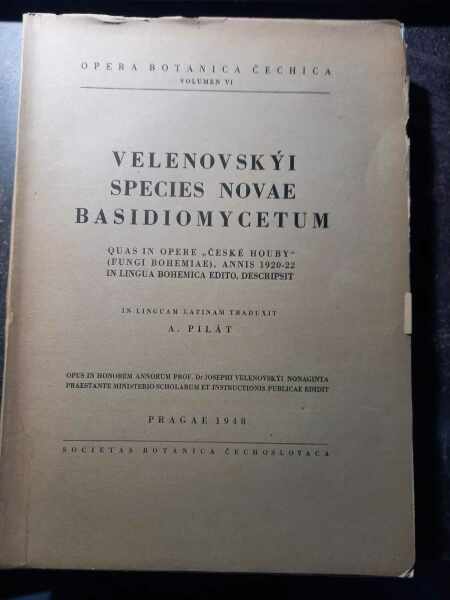 OPERA BOTANICA ČECHICA
VOLUMEN VI
VELENOVSKÝI
SPECIES NOVAE
BASIDIOMYCETUM
QUAS IN OPERE „ČESKÉ HOUBY“
(FUNGI BOHEMIAE), ANNIS 1920-22
IN LINGUA BOHEMICA EDITO, DESCRIPSIT
IN LINGUAM LATINAM TRADUXIT
A. PILÁT
OPUS IN HONOREM ANNORUM PROF. Dr JOSEPHI VELENOVSKÝI NONAGINTA
PRAESTANTE MINISTERIO SCHOLARUM ET INSTRUCTIONIS PUBLICAE EDIDIT
PRAGAE 1948
SOCIETAS BOTANICA ČECHOSLOVACA